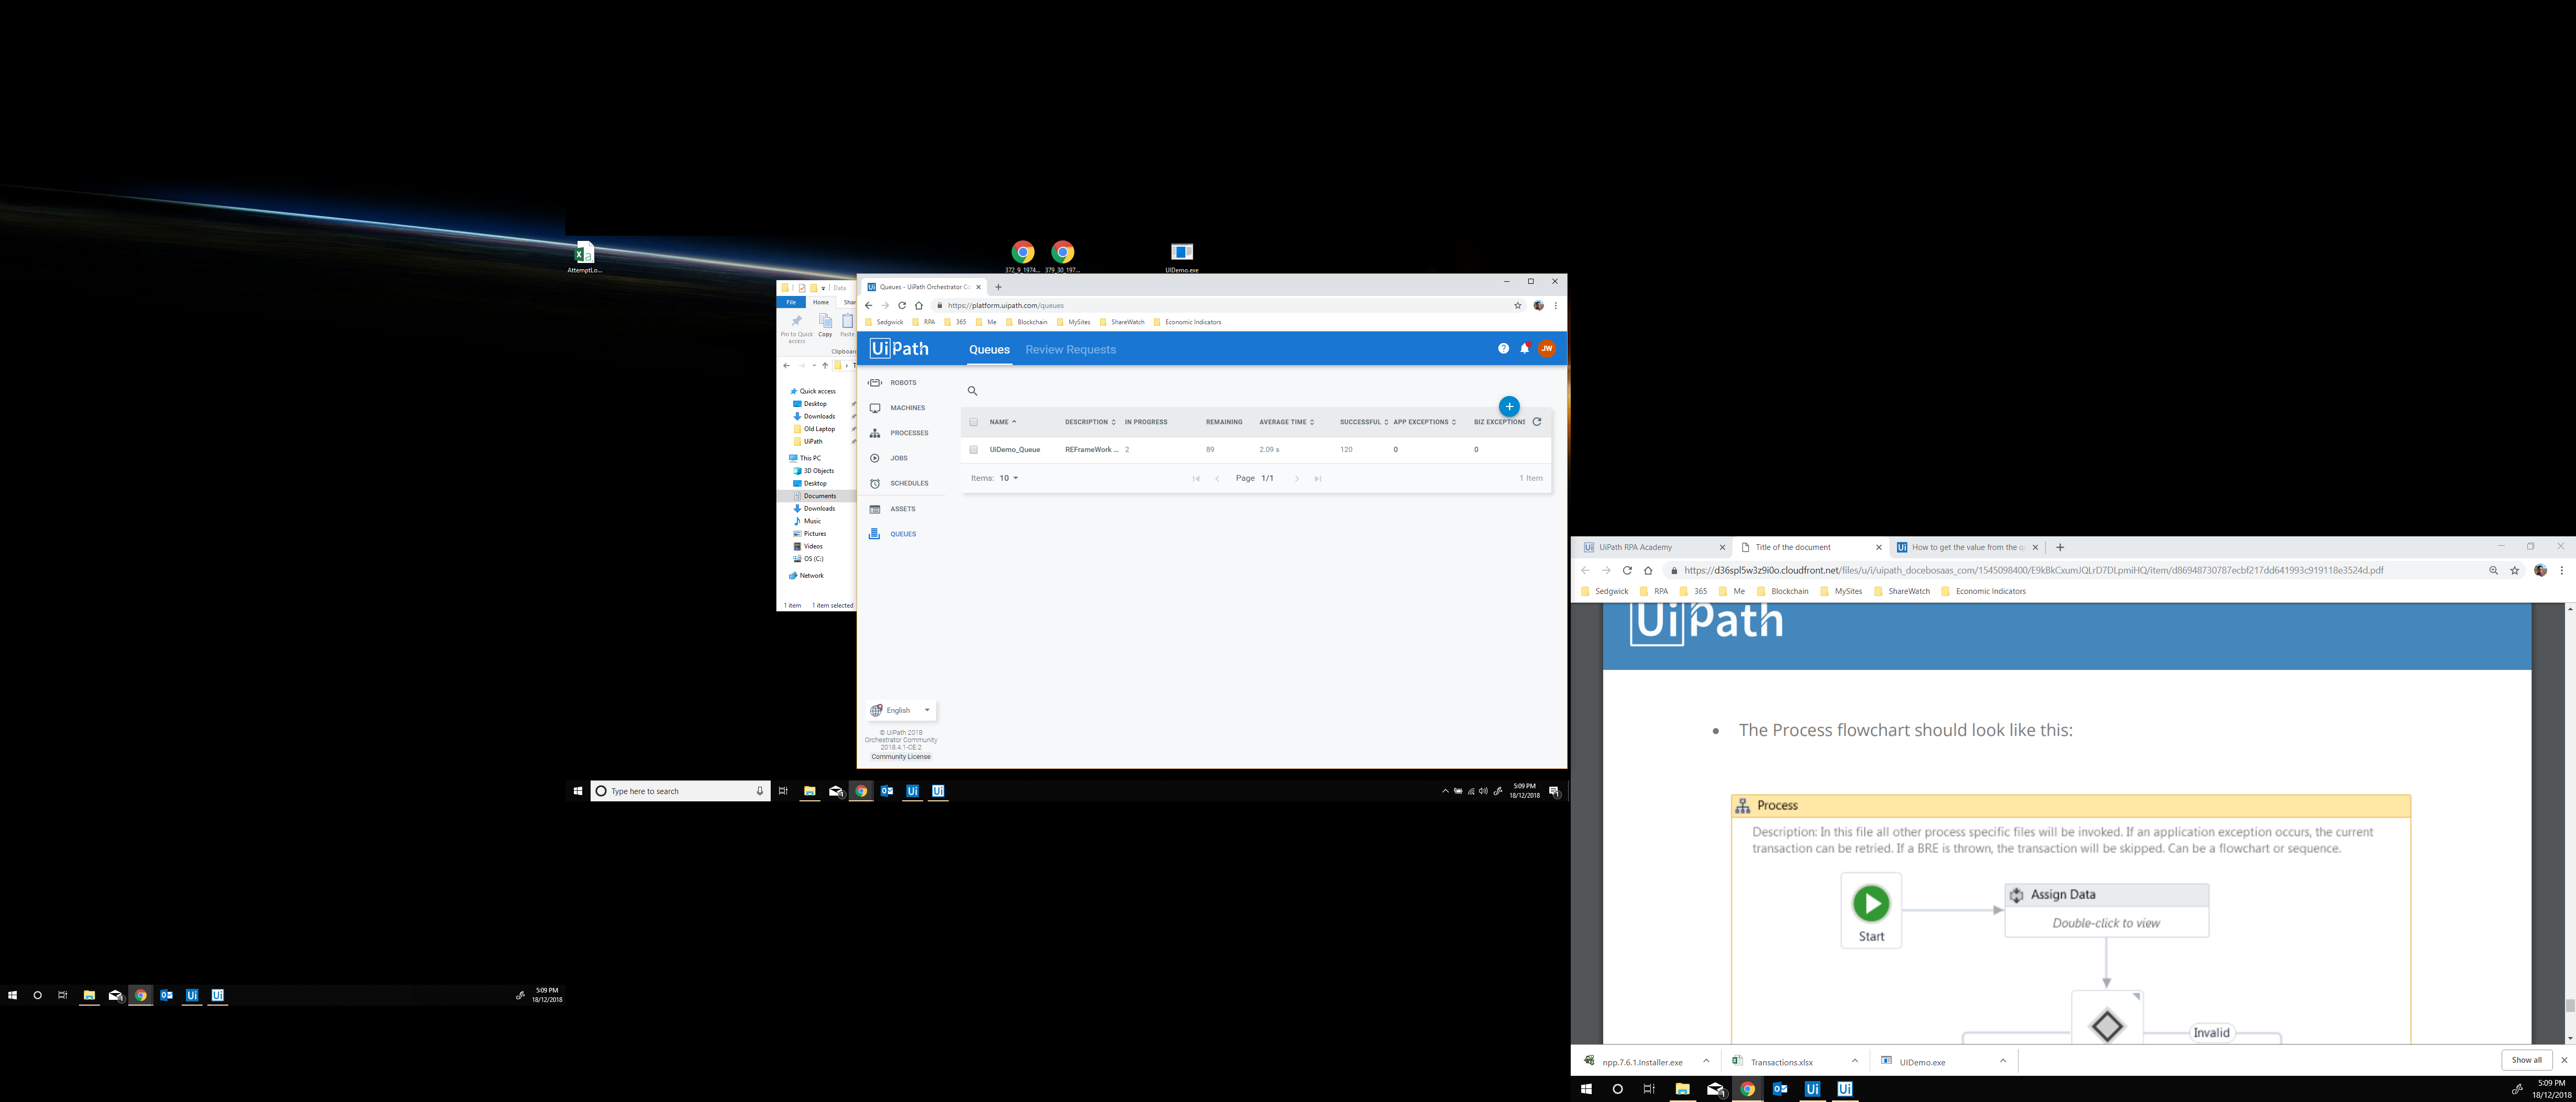 AttemptLo...
372_9_1974...
379_30_197...
UIDemo.exe
Data
File
Home
Shar
Pin to Quick access
Copy
Paste
Clipboard
Quick access
Desktop
Downloads
Old Laptop
UiPath
This PC
3D Objects
Desktop
Documents
Downloads
Music
Pictures
Videos
OS (C:)
Network
1 item 1 item selected
Queues - UiPath Orchestrator Co
https://platform.uipath.com/queues
Sedgwick RPA 365 Me Blockchain MySites ShareWatch Economic Indicators
UiPath
Queues Review Requests
JW
ROBOTS
MACHINES
PROCESSES
JOBS
SCHEDULES
ASSETS
QUEUES
NAME DESCRIPTION IN PROGRESS REMAINING AVERAGE TIME SUCCESSFUL APP EXCEPTIONS BIZ EXCEPTIONS
UiDemo_Queue REFrameWork ... 2 89 2.09 s 120 0 0
Items: 10 Page 1/1 1 Item
English
© UiPath 2018
Orchestrator Community
2018.4.1-CE.2
Community License
Type here to search
5:09 PM
18/12/2018
5:09 PM
18/12/2018
UiPath RPA Academy
Title of the document
How to get the value from the q
https://d36spl5w3z9i0o.cloudfront.net/files/u/i/uipath_docebosaas_com/1545098400/E9kBkCxumJQLrD7DLpmiHQ/item/d86948730787ecbf217dd641993c919118e3524d.pdf
Sedgwick RPA 365 Me Blockchain MySites ShareWatch Economic Indicators
UiPath
• The Process flowchart should look like this:
Process
Description: In this file all other process specific files will be invoked. If an application exception occurs, the current
transaction can be retried. If a BRE is thrown, the transaction will be skipped. Can be a flowchart or sequence.
Start
Assign Data
Double-click to view
Invalid
npp.7.6.1.Installer.exe
Transactions.xlsx
UIDemo.exe
Show all
5:09 PM
18/12/2018